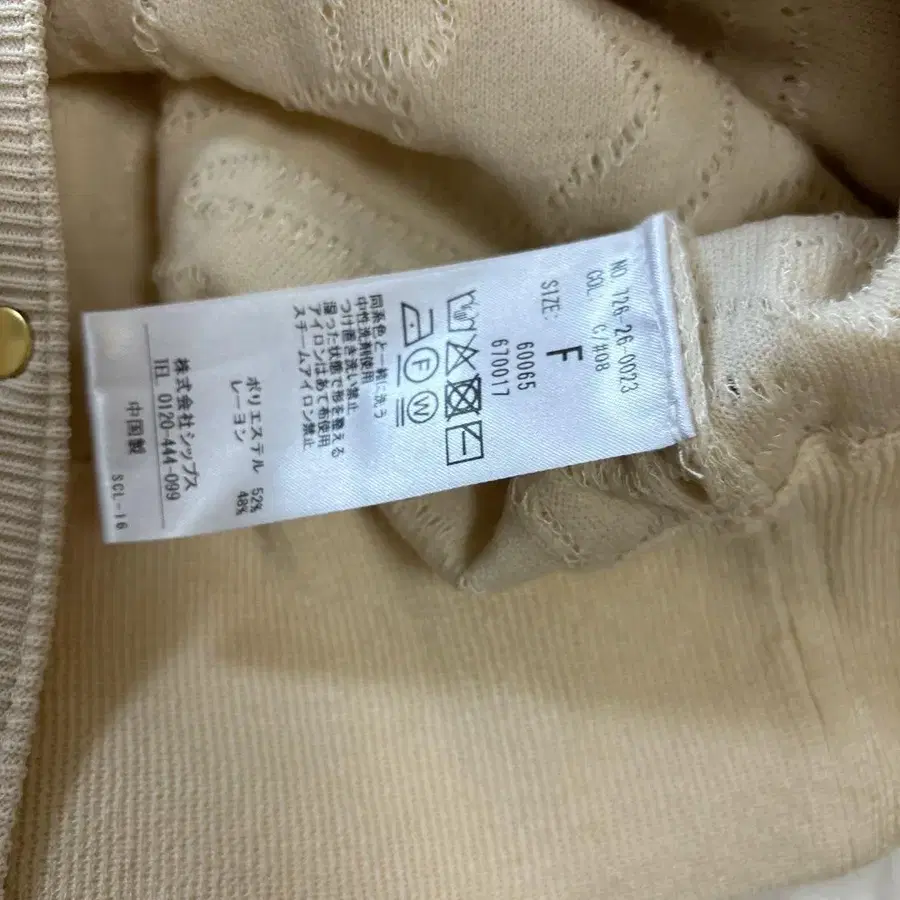 NO. 726-26-0023
COL. C/#08
SIZE:
F
60065
670017
F
W
同系色と一緒に洗う
中性洗剤使用
つけ置き洗い禁止
湿った状態で形を整える
アイロンはあて布使用
スチームアイロン禁止
ポリエステル 52%
レーヨン 48%
株式会社シップス
TEL 0120-444-099
中国製
SCL-16